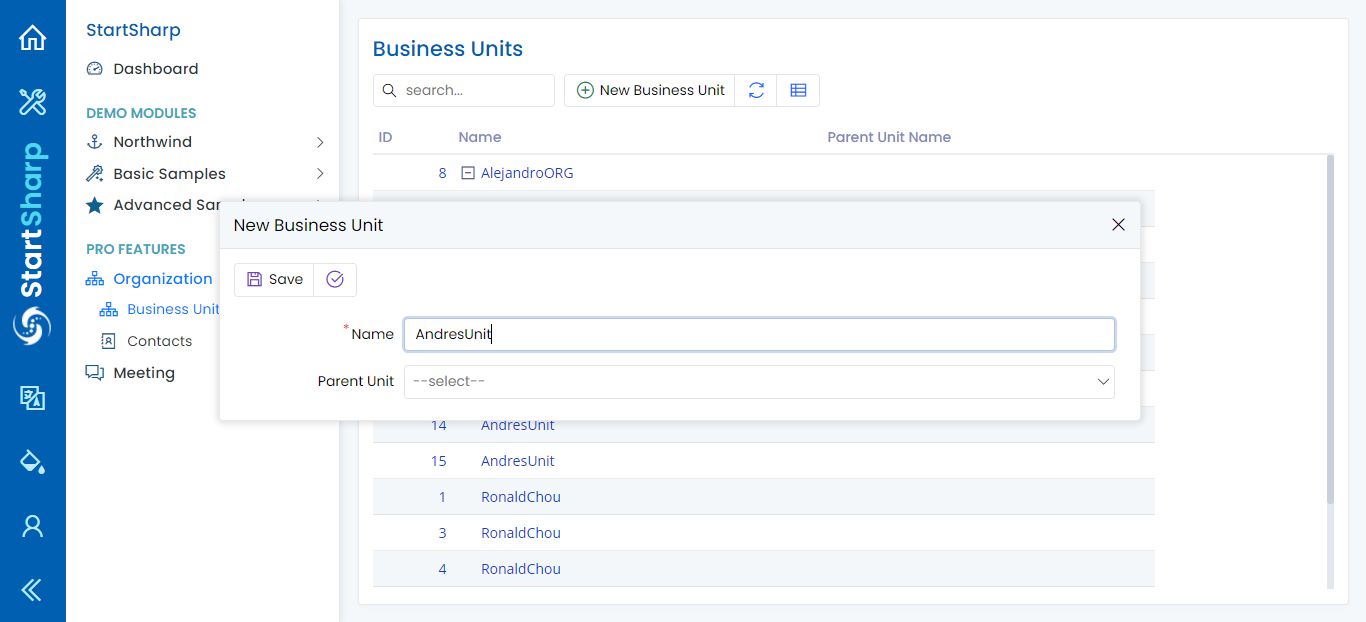 StartSharp
StartSharp
Dashboard
DEMO MODULES
Northwind
Basic Samples
Advanced
PRO FEATURES
Organization
Business Unit
Contacts
Meeting
Business Units
search...
New Business Unit
ID Name Parent Unit Name
8 AlejandroORG
New Business Unit
Save
*Name AndresUnit
Parent Unit --select--
14 AndresUnit
15 AndresUnit
1 RonaldChou
3 RonaldChou
4 RonaldChou